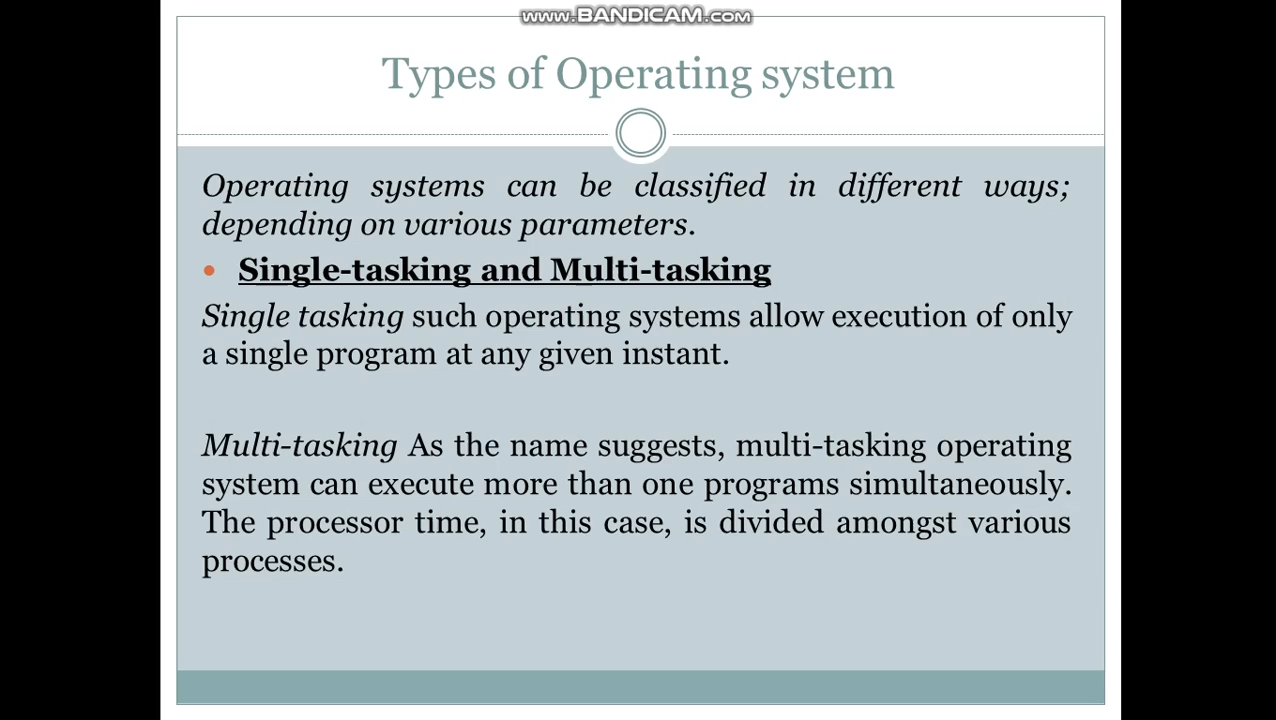 www.BANDICAM.com
Types of Operating system
Operating systems can be classified in different ways;
depending on various parameters.
• Single-tasking and Multi-tasking
Single tasking such operating systems allow execution of only
a single program at any given instant.
Multi-tasking As the name suggests, multi-tasking operating
system can execute more than one programs simultaneously.
The processor time, in this case, is divided amongst various
processes.